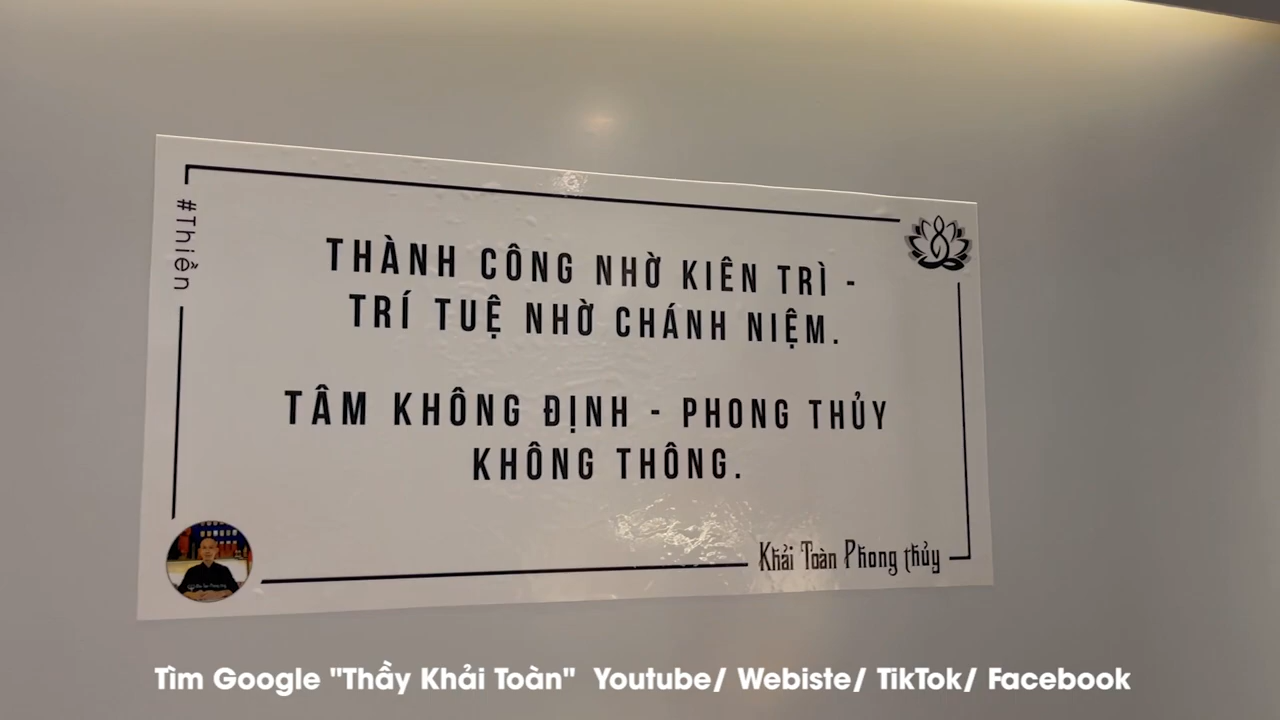 #Thiền
THÀNH CÔNG NHỜ KIÊN TRÌ -
TRÍ TUỆ NHỜ CHÁNH NIỆM.
TÂM KHÔNG ĐỊNH - PHONG THỦY
KHÔNG THÔNG.
Khải Toàn Phong thủy
Tìm Google "Thầy Khải Toàn" Youtube/ Webiste/ TikTok/ Facebook